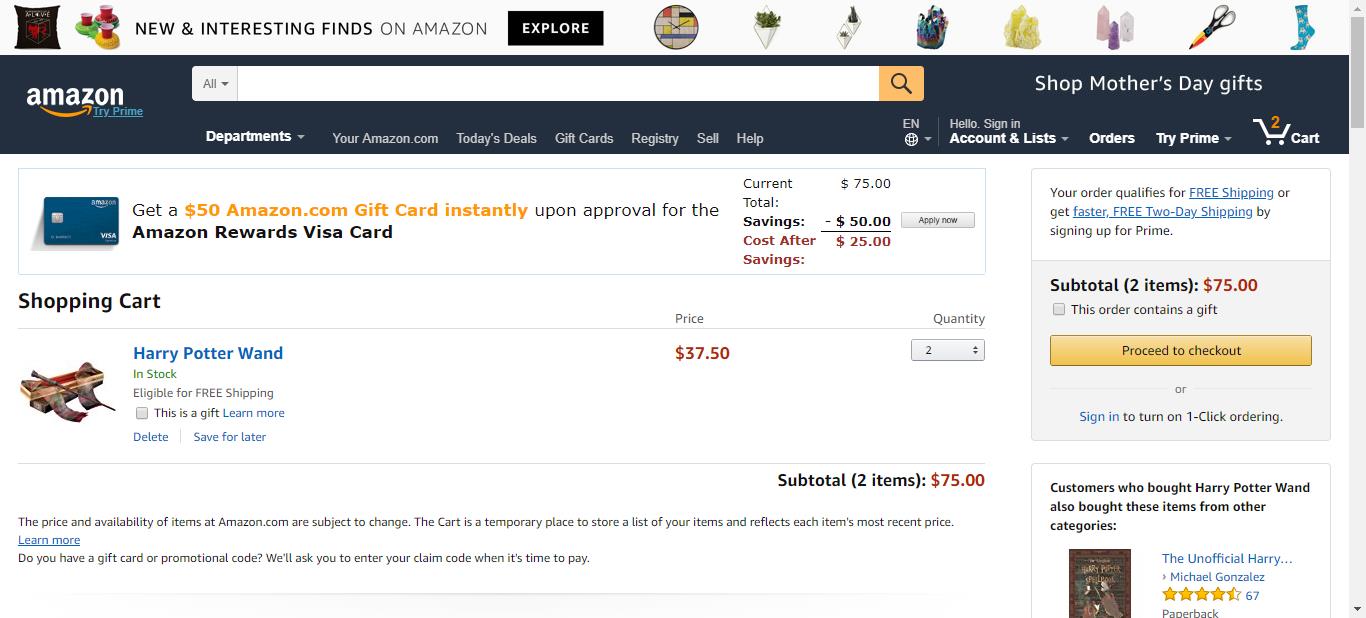 NEW & INTERESTING FINDS ON AMAZON EXPLORE
amazon
Try Prime
All
Shop Mother's Day gifts
Departments Your Amazon.com Today's Deals Gift Cards Registry Sell Help
EN
Hello. Sign in
Account & Lists Orders Try Prime 2 Cart
amazon
VISA
Get a $50 Amazon.com Gift Card instantly upon approval for the
Amazon Rewards Visa Card
Current Total: $ 75.00
Savings: - $ 50.00
Cost After Savings: $ 25.00
Apply now
Shopping Cart
Price Quantity
Harry Potter Wand $37.50 2
In Stock
Eligible for FREE Shipping
This is a gift Learn more
Delete Save for later
Subtotal (2 items): $75.00
The price and availability of items at Amazon.com are subject to change. The Cart is a temporary place to store a list of your items and reflects each item's most recent price.
Learn more
Do you have a gift card or promotional code? We'll ask you to enter your claim code when it's time to pay.
Your order qualifies for FREE Shipping or
get faster, FREE Two-Day Shipping by
signing up for Prime.
Subtotal (2 items): $75.00
This order contains a gift
Proceed to checkout
or
Sign in to turn on 1-Click ordering.
Customers who bought Harry Potter Wand
also bought these items from other
categories:
The Unofficial Harry…
› Michael Gonzalez
67
Paperback
HARRY POTTER